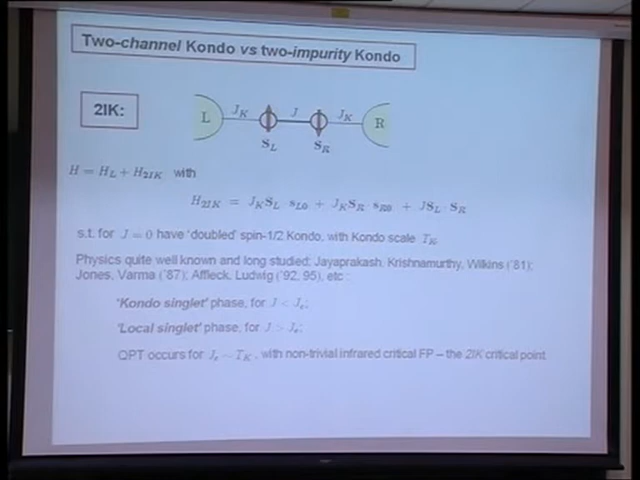 Two-channel Kondo vs two-impurity Kondo
2IK:
L J_K J J_K R
S_L S_R
H = H_L + H_2IK with
H_2IK = J_K S_L · s_L0 + J_K S_R · s_R0 + J S_L · S_R
s.t. for J = 0 have 'doubled' spin-1/2 Kondo, with Kondo scale T_K
Physics quite well known and long studied; Jayaprakash, Krishnamurthy, Wilkins ('81);
Jones, Varma ('87); Affleck, Ludwig ('92, 95), etc :
'Kondo singlet' phase, for J < J_c;
'Local singlet' phase, for J > J_c;
QPT occurs for J_c ~ T_K, with non-trivial infrared critical FP – the 2IK critical point